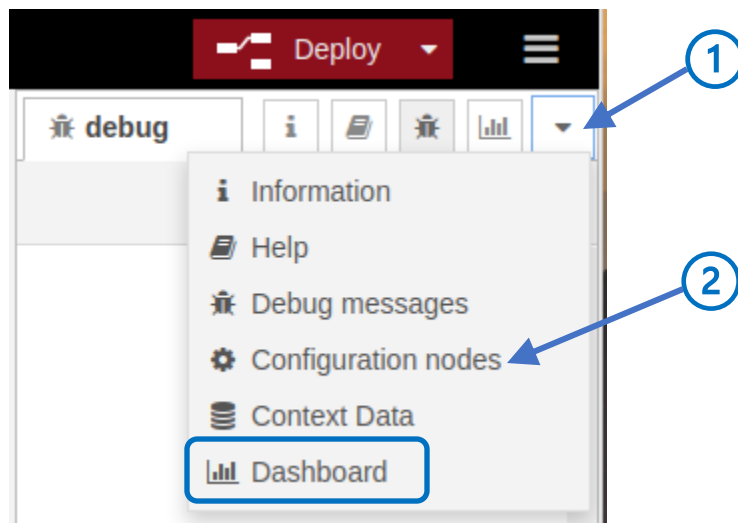 Deploy
1
debug
i
i Information
Help
Debug messages
2
Configuration nodes
Context Data
Dashboard